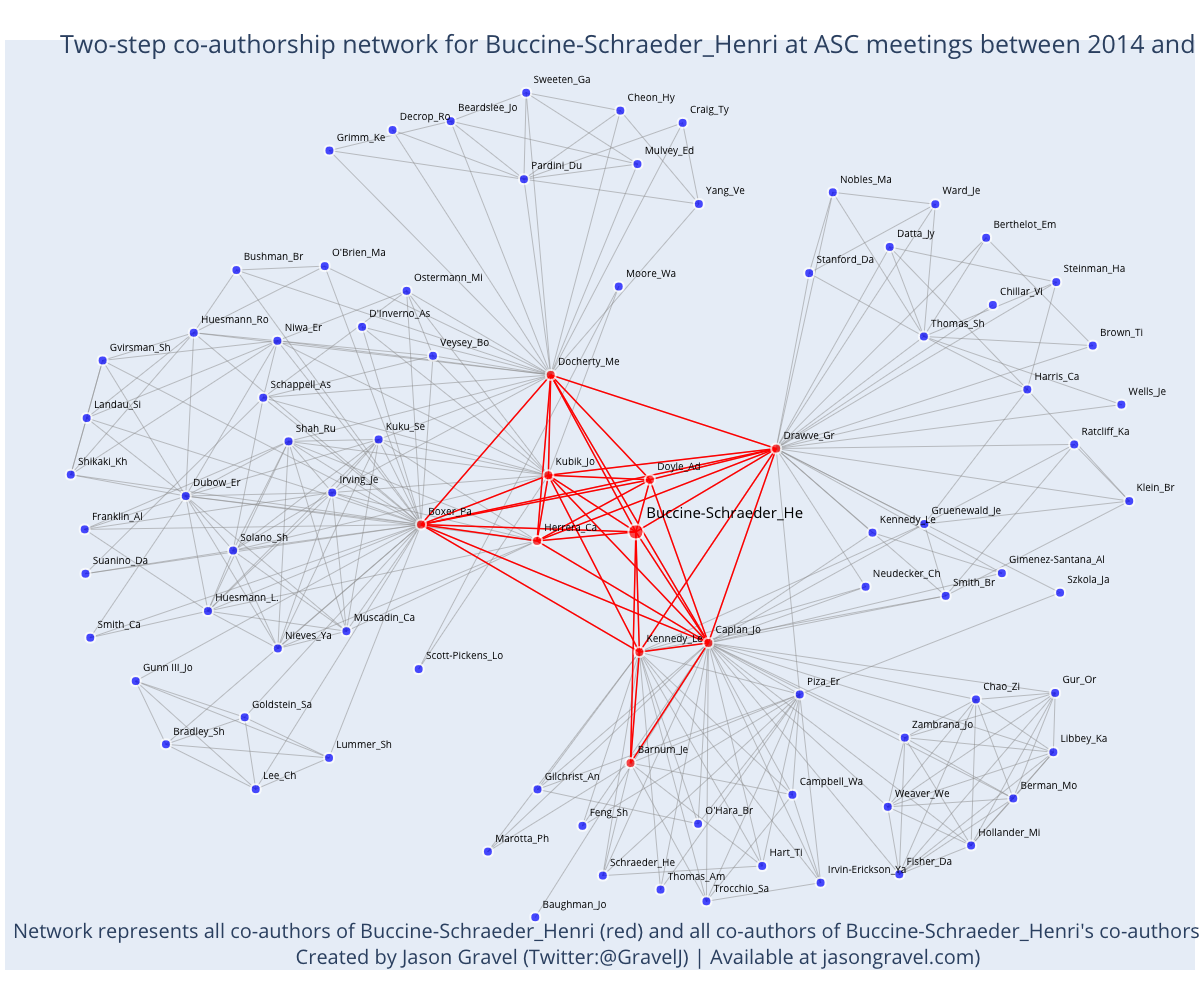 Two-step co-authorship network for Buccine-Schraeder_Henri at ASC meetings between 2014 and
Sweeten_Ga
Cheon_Hy
Beardslee_Jo
Craig_Ty
Decrop_Ro
Grimm_Ke
Mulvey_Ed
Pardini_Du
Yang_Ve
Nobles_Ma
Ward_Je
Berthelot_Em
Datta_Jy
O'Brien_Ma
Bushman_Br
Stanford_Da
Steinman_Ha
Moore_Wa
Ostermann_Mi
Chillar_Vi
D'Inverno_As
Huesmann_Ro
Niwa_Er
Thomas_Sh
Brown_Ti
Veysey_Bo
Gvirsman_Sh
Docherty_Me
Harris_Ca
Schappell_As
Wells_Je
Landau_Si
Shah_Ru
Kuku_Se
Drawve_Gr
Ratcliff_Ka
Shikaki_Kh
Kubik_Jo
Doyle_Ad
Dubow_Er
Irving_Je
Klein_Br
Franklin_Al
Boxer_Pa
Buccine-Schraeder_He
Gruenewald_Je
Herrera_Ca
Kennedy_Le
Solano_Sh
Suanino_Da
Gimenez-Santana_Al
Neudecker_Ch
Smith_Br
Szkola_Ja
Huesmann_L.
Smith_Ca
Muscadin_Ca
Nieves_Ya
Kennedy_Le
Caplan_Jo
Scott-Pickens_Lo
Gunn III_Jo
Piza_Er
Chao_Zi
Gur_Or
Goldstein_Sa
Bradley_Sh
Zambrana_Jo
Libbey_Ka
Lummer_Sh
Barnum_Je
Lee_Ch
Gilchrist_An
Campbell_Wa
Weaver_We
Berman_Mo
Feng_Sh
O'Hara_Br
Hollander_Mi
Marotta_Ph
Hart_Ti
Schraeder_He
Fisher_Da
Irvin-Erickson_Ya
Thomas_Am
Trocchio_Sa
Baughman_Jo
Network represents all co-authors of Buccine-Schraeder_Henri (red) and all co-authors of Buccine-Schraeder_Henri's co-authors
Created by Jason Gravel (Twitter:@GravelJ) | Available at jasongravel.com)